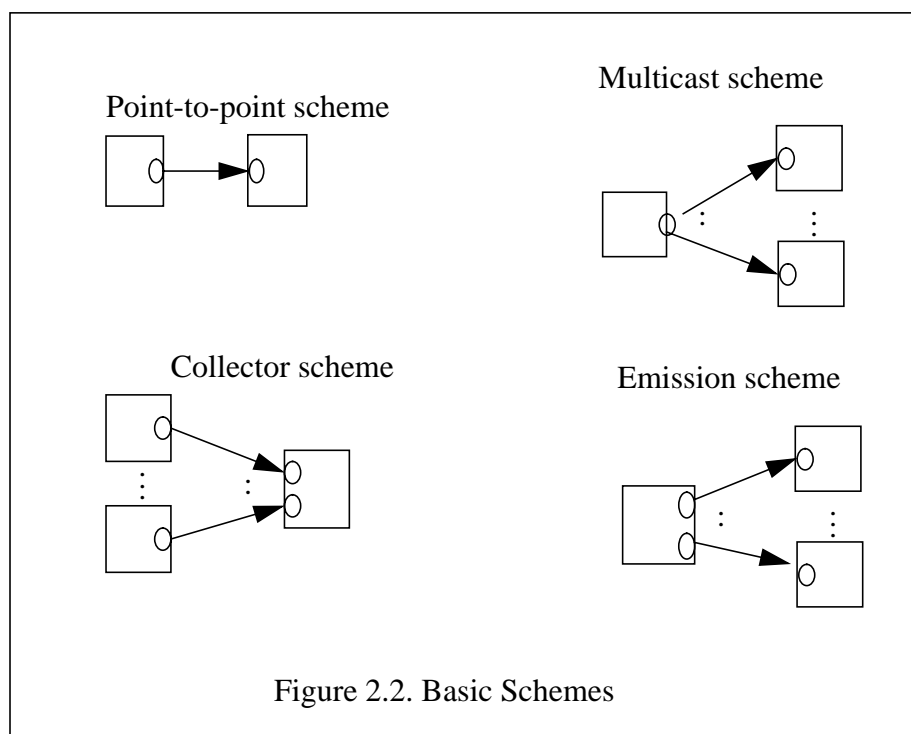 Point-to-point scheme
Multicast scheme
Collector scheme
Emission scheme
Figure 2.2. Basic Schemes